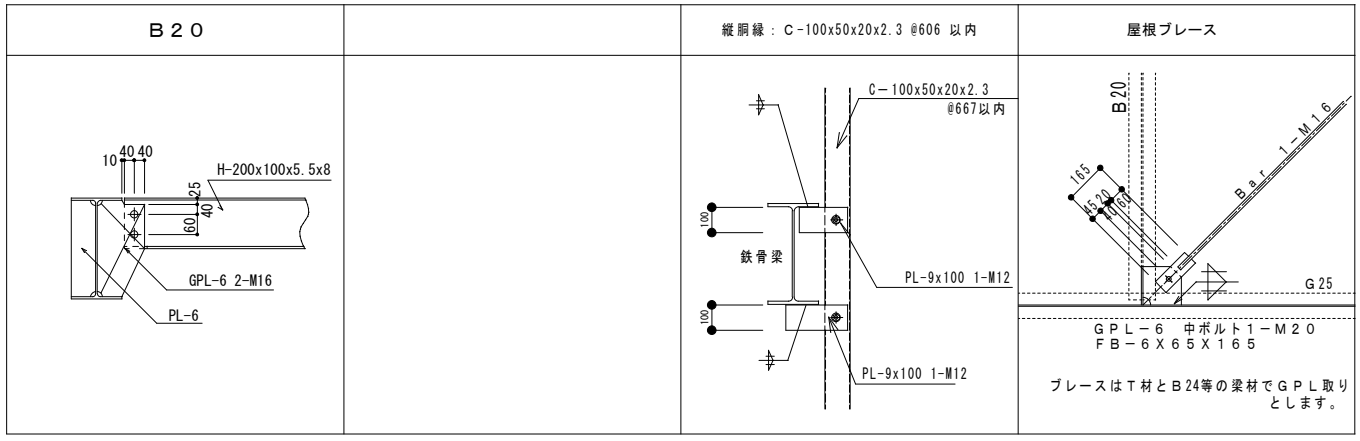 B20
縦胴縁：C-100x50x20x2.3 @606 以内
屋根ブレース
10 40 40
H-200x100x5.5x8
25
40
60
GPL-6 2-M16
PL-6
C－100x50x20x2.3
@667以内
100
鉄骨梁
PL-9x100 1-M12
100
PL-9x100 1-M12
B20
Bar 1－M16
165
45 20
40 60
G25
GPL－6 中ボルト1－M20
FB－6X65X165
ブレースはT材とB24等の梁材でGPL取り
とします。